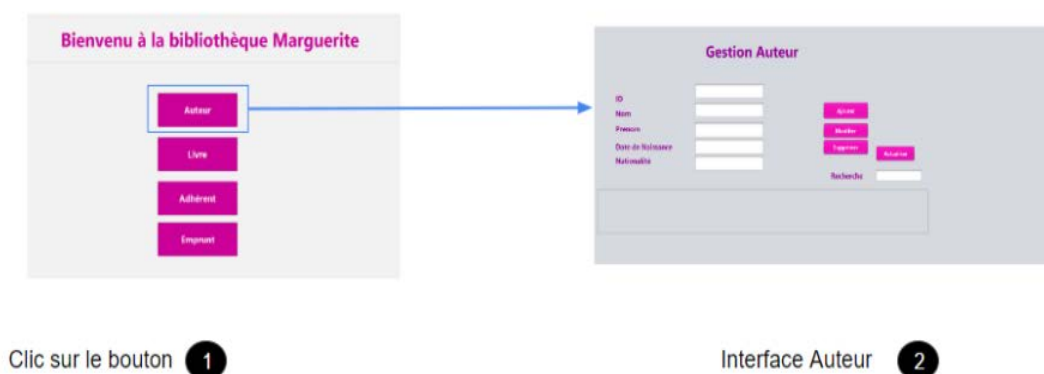 Bienvenu à la bibliothèque Marguerite
Auteur
Livre
Adhérent
Emprunt
Gestion Auteur
ID
Nom
Prenom
Date de Naissance
Nationalité
Ajouter
Modifier
Supprimer
Recherche
Clic sur le bouton 1
Interface Auteur 2